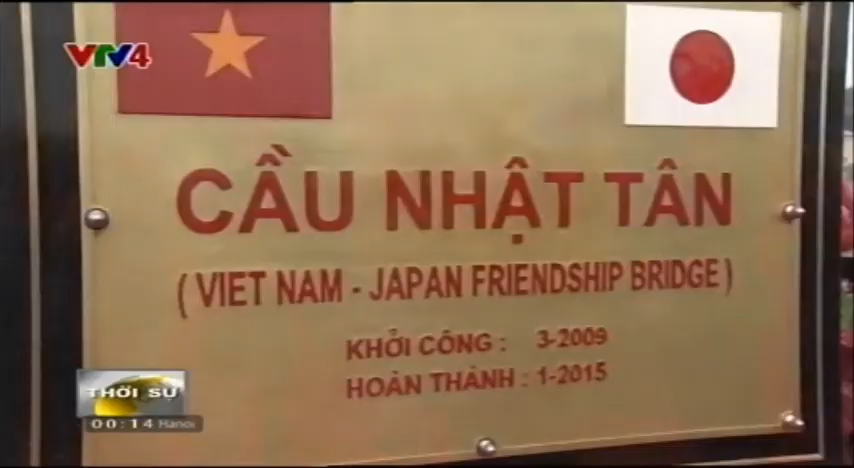 VTV4
CẦU NHẬT TÂN
(VIET NAM - JAPAN FRIENDSHIP BRIDGE)
KHỞI CÔNG : 3-2009
HOÀN THÀNH : 1-2015
THỜI SỰ
00:14 Hanoi